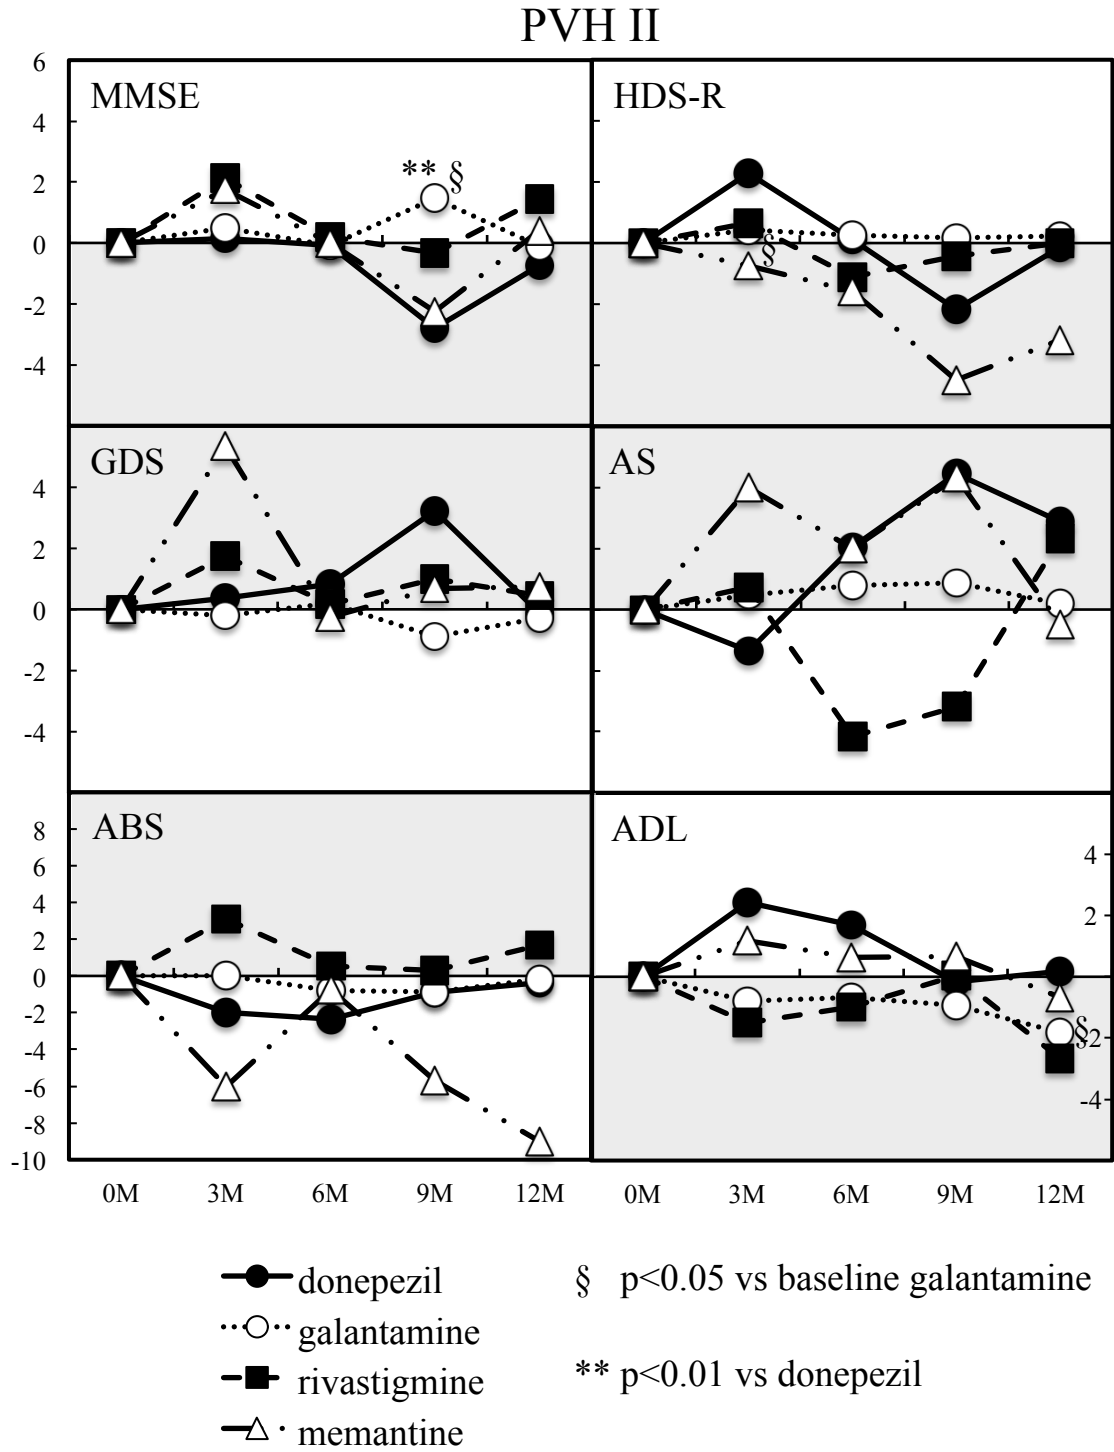 PVH II
6
4
2
0
-2
-4
MMSE
** §
HDS-R
§
4
2
0
-2
-4
GDS
AS
8
6
4
2
0
-2
-4
-6
-8
-10
ABS
ADL
4
2
§
-2
-4
0M 3M 6M 9M 12M
0M 3M 6M 9M 12M
donepezil
galantamine
rivastigmine
memantine
§ p<0.05 vs baseline galantamine
** p<0.01 vs donepezil